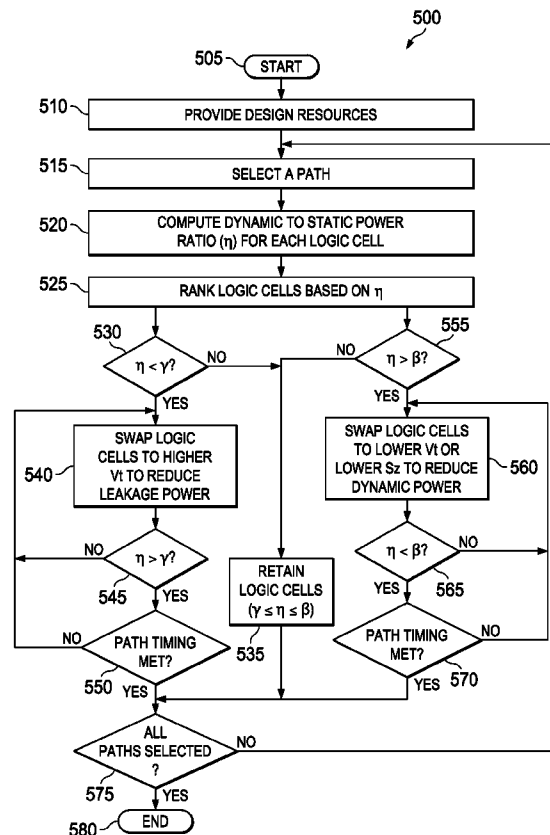 500
505
START
510
PROVIDE DESIGN RESOURCES
515
SELECT A PATH
520
COMPUTE DYNAMIC TO STATIC POWER
RATIO (η) FOR EACH LOGIC CELL
525
RANK LOGIC CELLS BASED ON η
530
η < γ?
NO
YES
555
NO
η > β?
YES
540
SWAP LOGIC
CELLS TO HIGHER
Vt TO REDUCE
LEAKAGE POWER
SWAP LOGIC CELLS
TO LOWER Vt OR
LOWER Sz TO REDUCE
DYNAMIC POWER
560
NO
η > γ?
545
YES
RETAIN
LOGIC CELLS
(γ ≤ η ≤ β)
535
η < β?
NO
565
YES
NO
PATH TIMING
MET?
550
YES
PATH TIMING
MET?
NO
570
YES
ALL
PATHS SELECTED
?
NO
575
YES
580
END